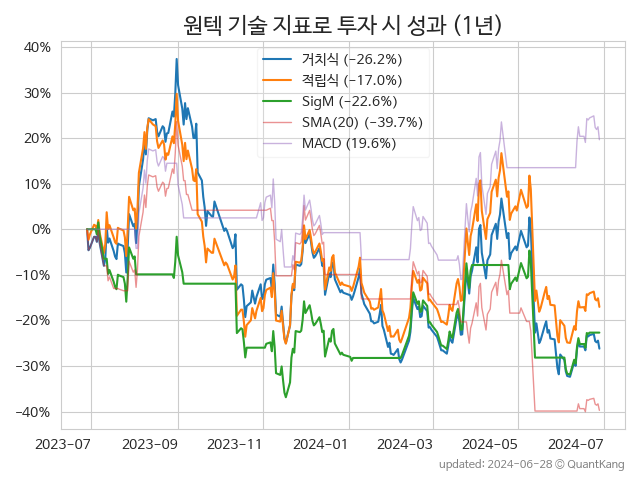 원텍 기술 지표로 투자 시 성과 (1년)
거치식 (−26.2%)
적립식 (−17.0%)
SigM (−22.6%)
SMA(20) (−39.7%)
MACD (19.6%)
40%
30%
20%
10%
0%
−10%
−20%
−30%
−40%
2023-07 2023-09 2023-11 2024-01 2024-03 2024-05 2024-07
updated: 2024-06-28 ⓒ QuantKang